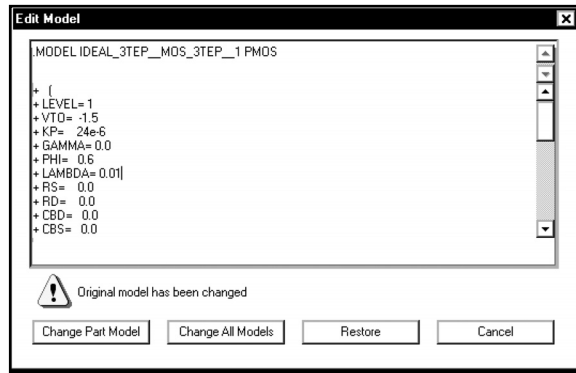 Edit Model
.MODEL IDEAL_3TEP__MOS_3TEP__1 PMOS
+ (
+ LEVEL= 1
+ VTO= -1.5
+ KP= 24e-6
+ GAMMA= 0.0
+ PHI= 0.6
+ LAMBDA= 0.01
+ RS= 0.0
+ RD= 0.0
+ CBD= 0.0
+ CBS= 0.0
Original model has been changed
Change Part Model Change All Models Restore Cancel